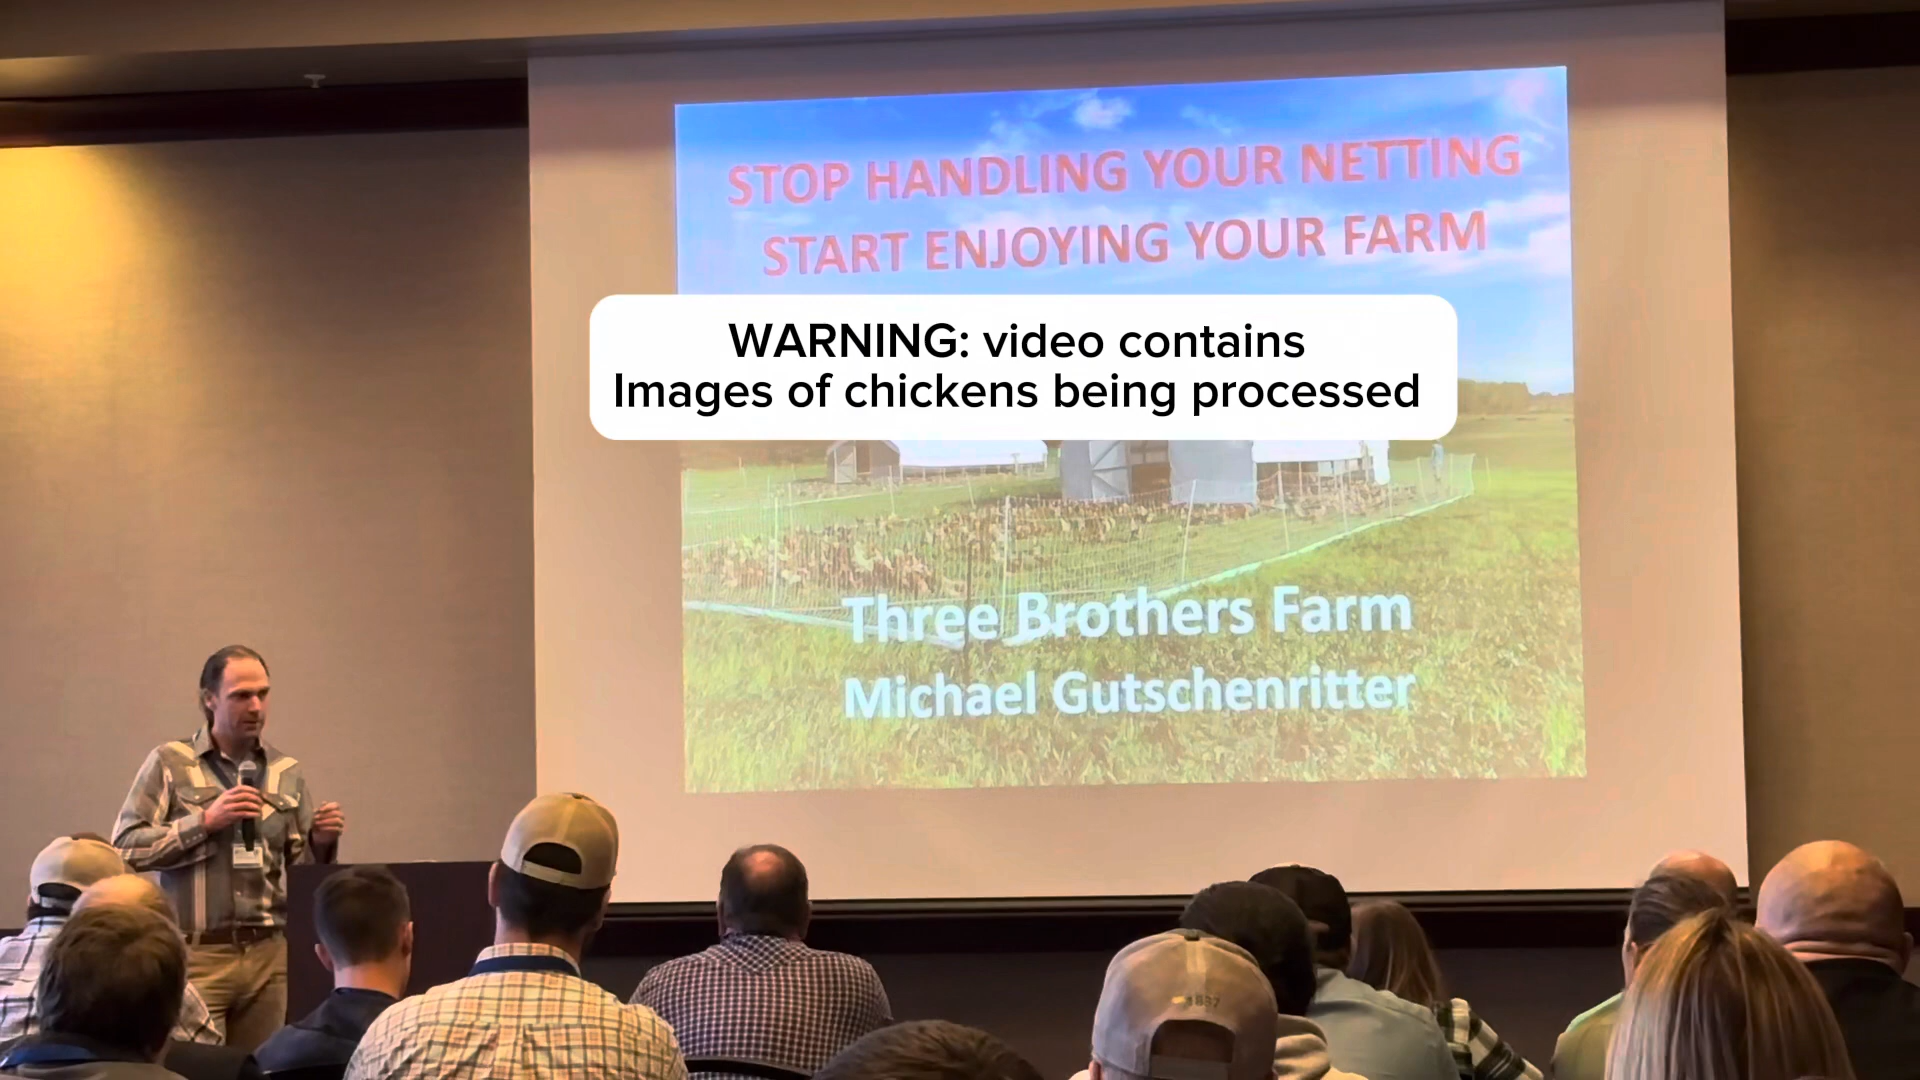 STOP HANDLING YOUR NETTING
START ENJOYING YOUR FARM
WARNING: video contains
Images of chickens being processed
Three Brothers Farm
Michael Gutschenritter
1887